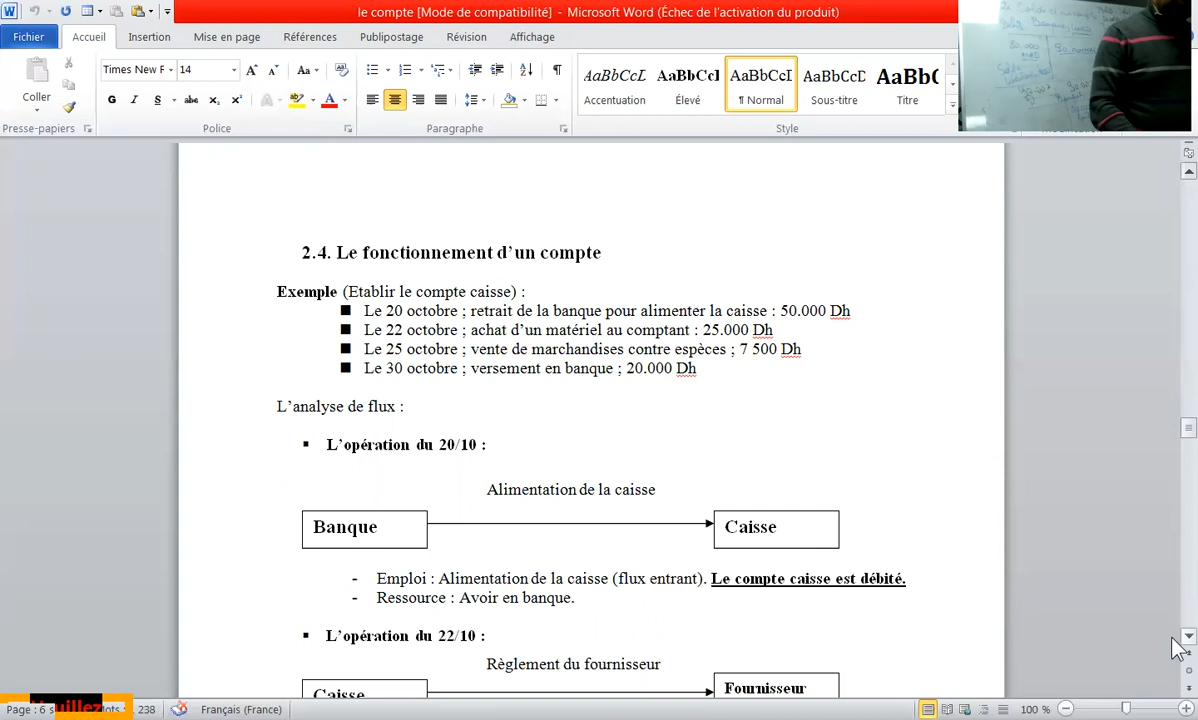 le compte [Mode de compatibilité] - Microsoft Word (Échec de l'activation du produit)
Fichier
Accueil
Insertion
Mise en page
Références
Publipostage
Révision
Affichage
Coller
Times New F
14
AaBbCcL
AaBbCcI
AaBbCcD
AaBbCcD
AaBbC
Accentuation
Élevé
¶ Normal
Sous-titre
Titre
Presse-papiers
Police
Paragraphe
Style
2.4. Le fonctionnement d'un compte
Exemple (Etablir le compte caisse) :
■ Le 20 octobre ; retrait de la banque pour alimenter la caisse : 50.000 Dh
■ Le 22 octobre ; achat d'un matériel au comptant : 25.000 Dh
■ Le 25 octobre ; vente de marchandises contre espèces ; 7 500 Dh
■ Le 30 octobre ; versement en banque ; 20.000 Dh
L'analyse de flux :
▪ L'opération du 20/10 :
Alimentation de la caisse
Banque
Caisse
- Emploi : Alimentation de la caisse (flux entrant). Le compte caisse est débité.
- Ressource : Avoir en banque.
▪ L'opération du 22/10 :
Règlement du fournisseur
Caisse
Fournisseur
Page : 6 s
: 238
Français (France)
100 %